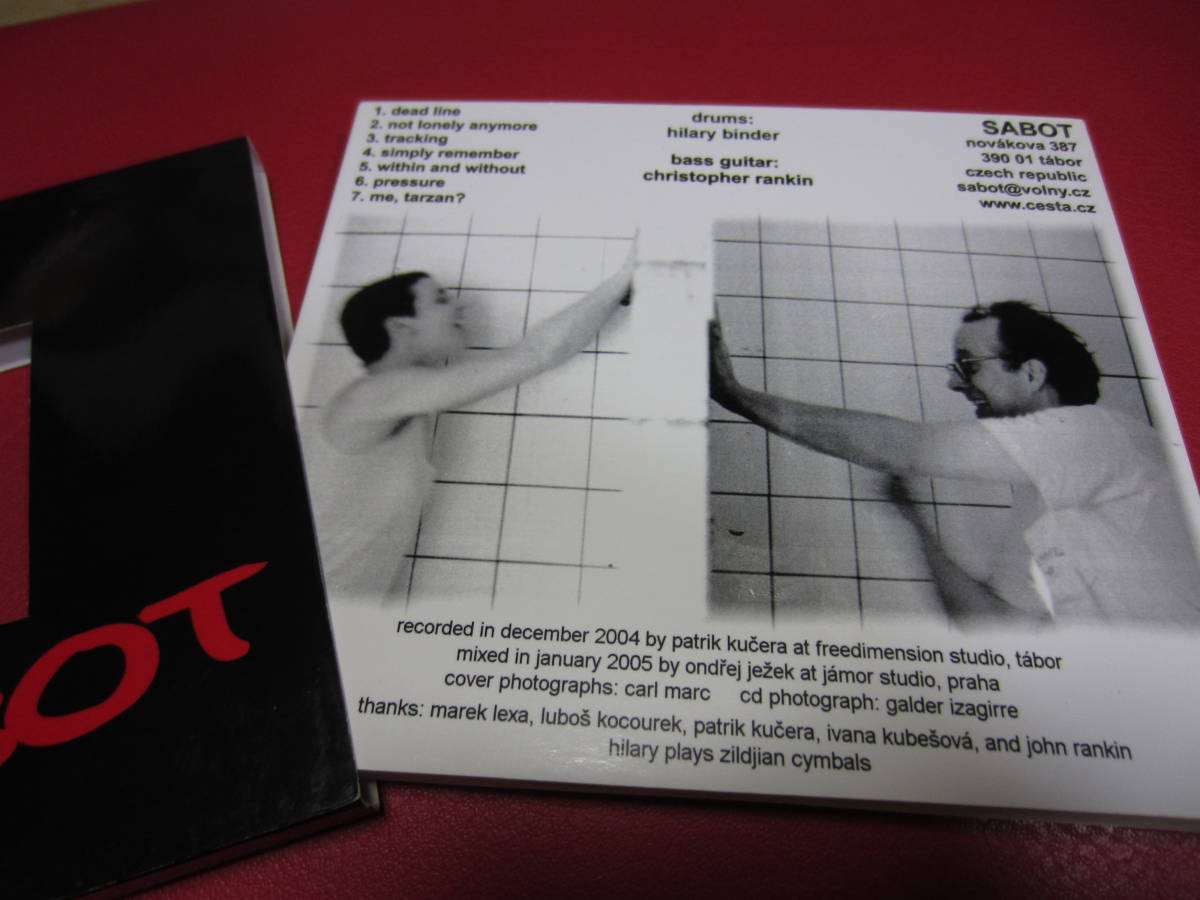 1. dead line
2. not lonely anymore
3. tracking
4. simply remember
5. within and without
6. pressure
7. me, tarzan?
drums:
hilary binder
bass guitar:
christopher rankin
SABOT
novákova 387
390 01 tábor
czech republic
sabot@volny.cz
www.cesta.cz
recorded in december 2004 by patrik kučera at freedimension studio, tábor
mixed in january 2005 by ondřej ježek at jámor studio, praha
cover photographs: carl marc cd photograph: galder izagirre
thanks: marek lexa, luboš kocourek, patrik kučera, ivana kubešová, and john rankin
hilary plays zildjian cymbals
BOT